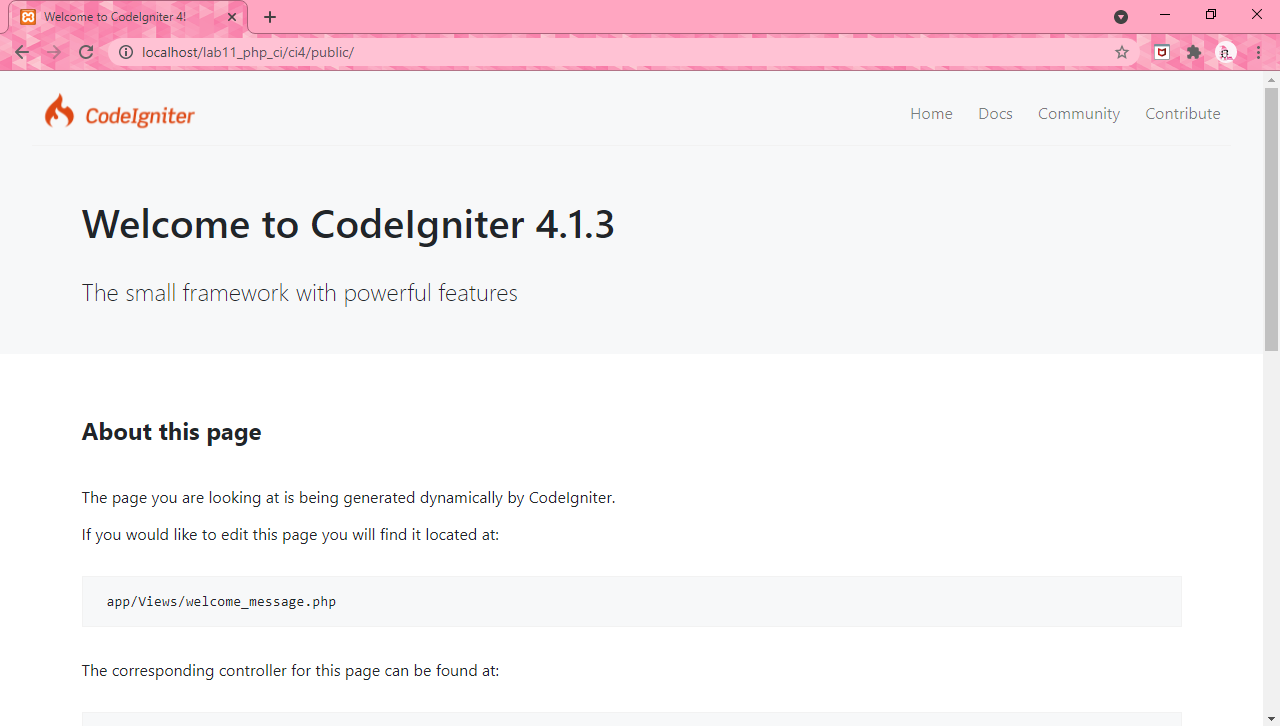 Welcome to CodeIgniter 4!
localhost/lab11_php_ci/ci4/public/
CodeIgniter
Home Docs Community Contribute
Welcome to CodeIgniter 4.1.3
The small framework with powerful features
About this page
The page you are looking at is being generated dynamically by CodeIgniter.
If you would like to edit this page you will find it located at:
app/Views/welcome_message.php
The corresponding controller for this page can be found at: